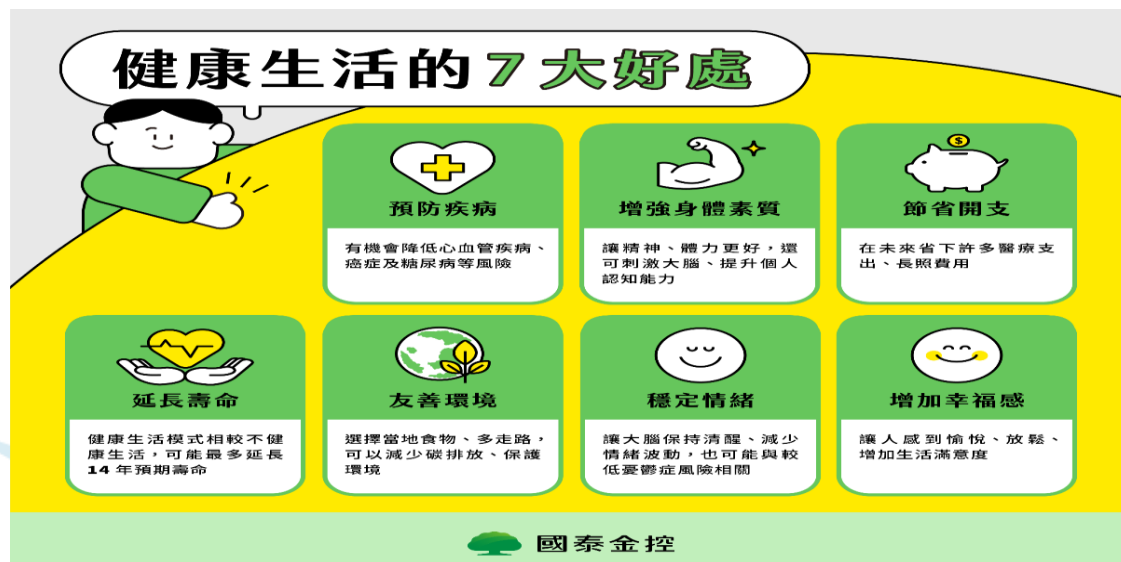 健康生活的7大好處
預防疾病
有機會降低心血管疾病、
癌症及糖尿病等風險
增強身體素質
讓精神、體力更好，還
可刺激大腦、提升個人
認知能力
$
節省開支
在未來省下許多醫療支
出、長照費用
延長壽命
健康生活模式相較不健
康生活，可能最多延長
14 年預期壽命
友善環境
選擇當地食物、多走路，
可以減少碳排放、保護
環境
穩定情緒
讓大腦保持清醒、減少
情緒波動，也可能與較
低憂鬱症風險相關
增加幸福感
讓人感到愉悅、放鬆、
增加生活滿意度
國泰金控